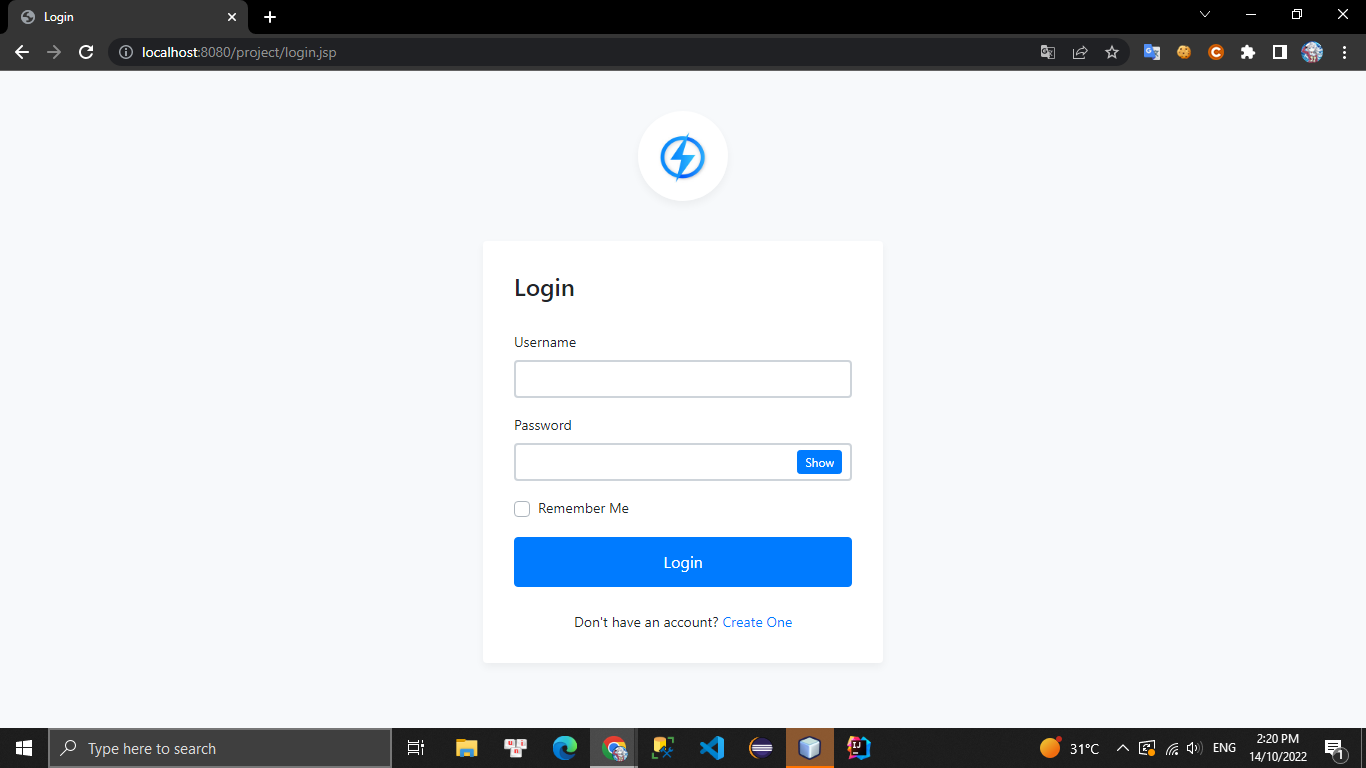 Login
localhost:8080/project/login.jsp
Login
Username
Password
Show
Remember Me
Login
Don't have an account? Create One
Type here to search
31°C
ENG
2:20 PM
14/10/2022
1